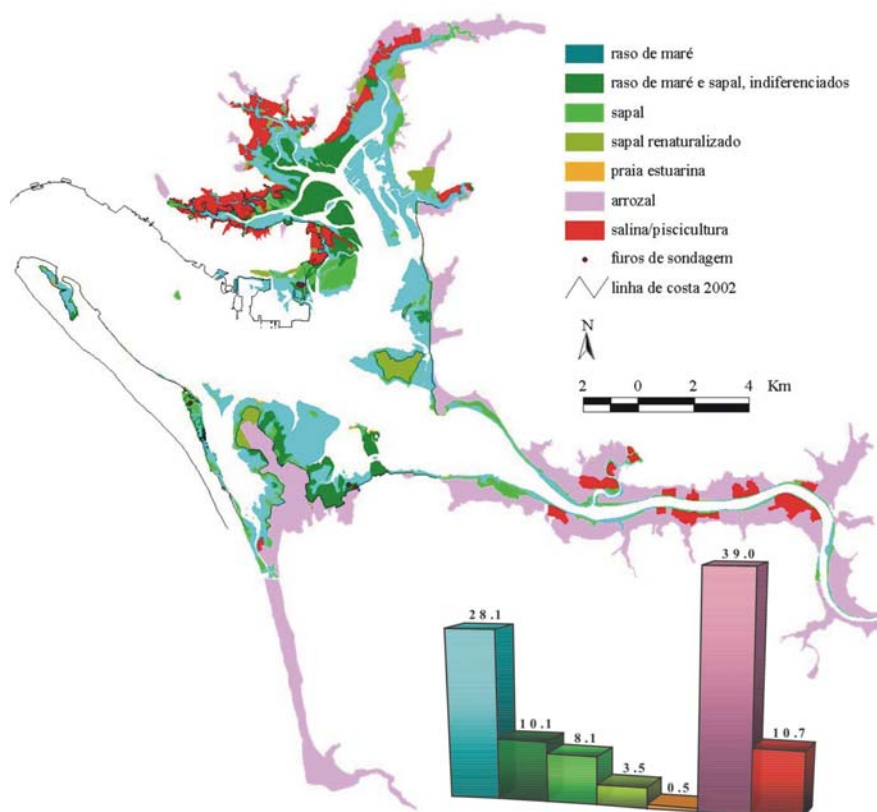 raso de maré
raso de maré e sapal, indiferenciados
sapal
sapal renaturalizado
praia estuarina
arrozal
salina/piscicultura
furos de sondagem
linha de costa 2002
N
2 0 2 4 Km
39.0
28.1
10.1
8.1
3.5
0.5
10.7